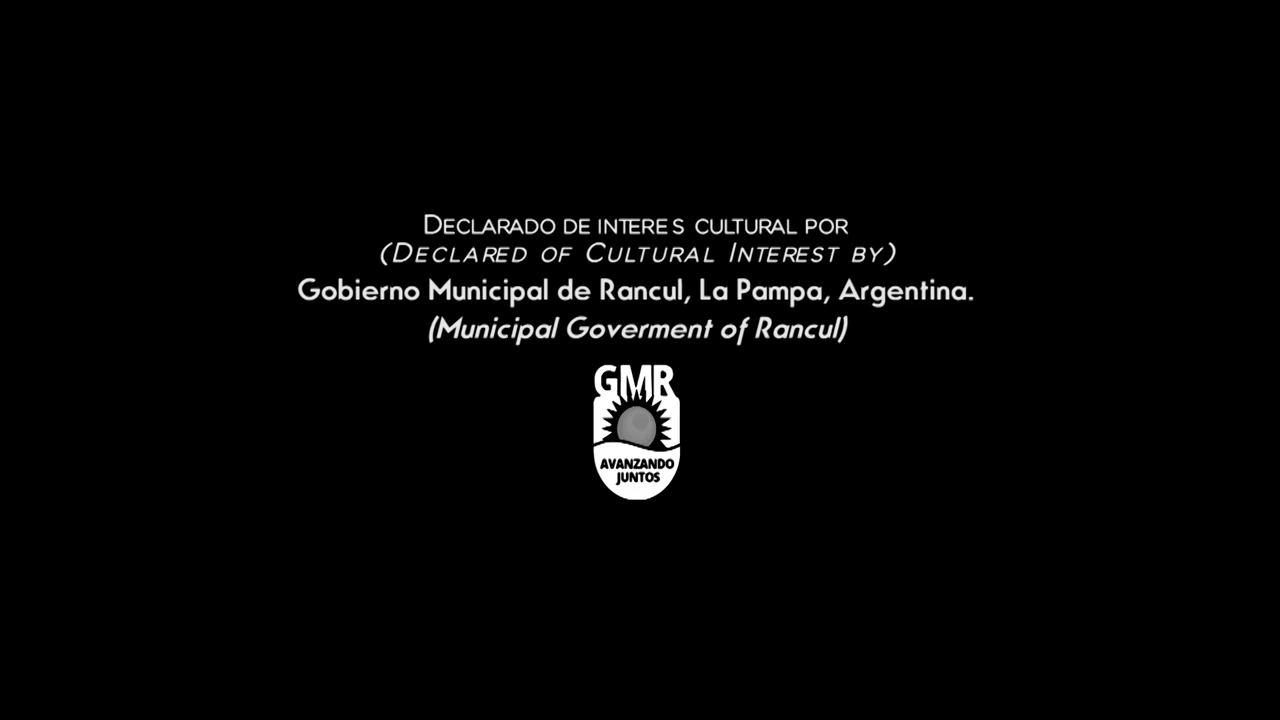 DECLARADO DE INTERES CULTURAL POR
(DECLARED OF CULTURAL INTEREST BY)
Gobierno Municipal de Rancul, La Pampa, Argentina.
(Municipal Goverment of Rancul)
GMR
AVANZANDO
JUNTOS